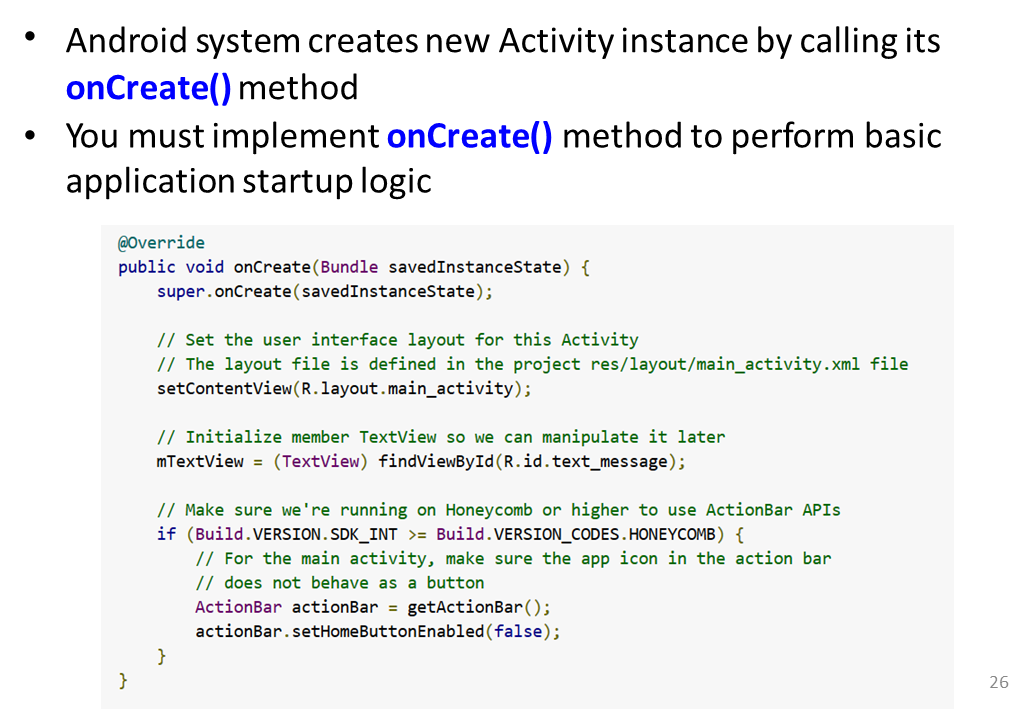 • Android system creates new Activity instance by calling its
onCreate() method
• You must implement onCreate() method to perform basic
application startup logic
@Override
public void onCreate(Bundle savedInstanceState) {
    super.onCreate(savedInstanceState);

    // Set the user interface layout for this Activity
    // The layout file is defined in the project res/layout/main_activity.xml file
    setContentView(R.layout.main_activity);

    // Initialize member TextView so we can manipulate it later
    mTextView = (TextView) findViewById(R.id.text_message);

    // Make sure we're running on Honeycomb or higher to use ActionBar APIs
    if (Build.VERSION.SDK_INT >= Build.VERSION_CODES.HONEYCOMB) {
        // For the main activity, make sure the app icon in the action bar
        // does not behave as a button
        ActionBar actionBar = getActionBar();
        actionBar.setHomeButtonEnabled(false);
    }
}
26